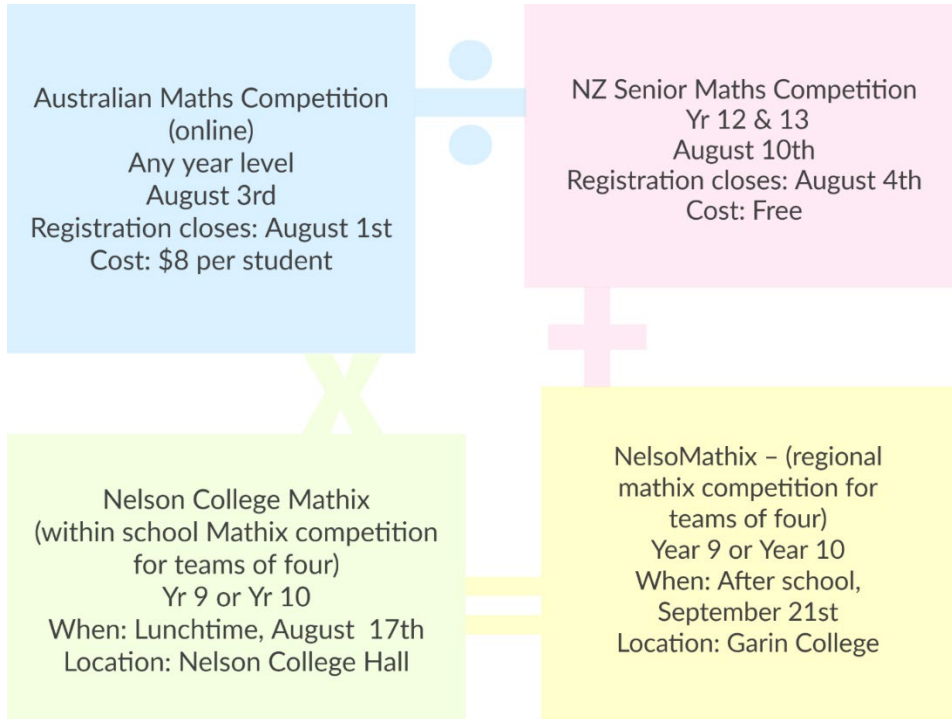 Australian Maths Competition
(online)
Any year level
August 3rd
Registration closes: August 1st
Cost: $8 per student
NZ Senior Maths Competition
Yr 12 & 13
August 10th
Registration closes: August 4th
Cost: Free
Nelson College Mathix
(within school Mathix competition
for teams of four)
Yr 9 or Yr 10
When: Lunchtime, August 17th
Location: Nelson College Hall
NelsoMathix – (regional
mathix competition for
teams of four)
Year 9 or Year 10
When: After school,
September 21st
Location: Garin College